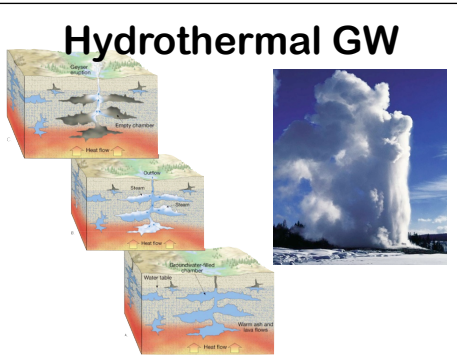 Hydrothermal GW
Geyser
eruption
Empty chamber
Heat flow
C
Outflow
Steam
Steam
Heat flow
B
Groundwater-filled
chamber
Water table
Warm ash and
lava flows
Heat flow
A